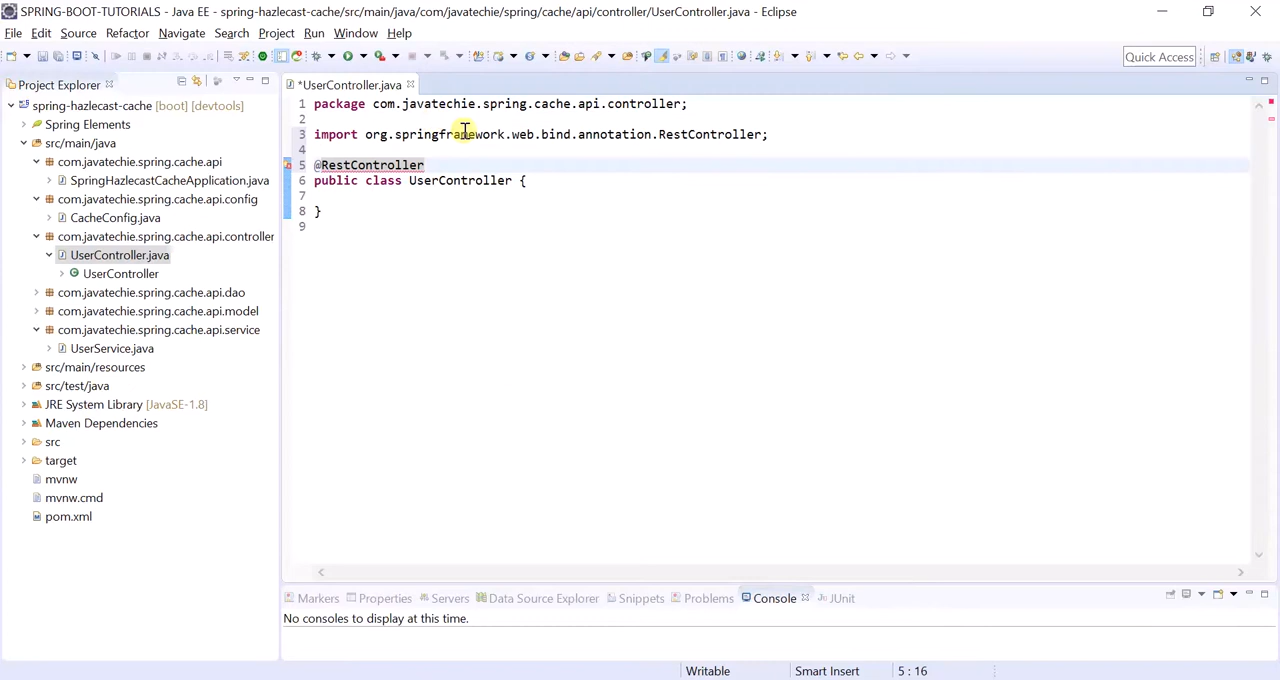 SPRING-BOOT-TUTORIALS - Java EE - spring-hazlecast-cache/src/main/java/com/javatechie/spring/cache/api/controller/UserController.java - Eclipse
File Edit Source Refactor Navigate Search Project Run Window Help
Quick Access
Project Explorer
*UserController.java
spring-hazlecast-cache [boot] [devtools]
Spring Elements
src/main/java
com.javatechie.spring.cache.api
SpringHazlecastCacheApplication.java
com.javatechie.spring.cache.api.config
CacheConfig.java
com.javatechie.spring.cache.api.controller
UserController.java
UserController
com.javatechie.spring.cache.api.dao
com.javatechie.spring.cache.api.model
com.javatechie.spring.cache.api.service
UserService.java
src/main/resources
src/test/java
JRE System Library [JavaSE-1.8]
Maven Dependencies
src
target
mvnw
mvnw.cmd
pom.xml
1 package com.javatechie.spring.cache.api.controller;
2
3 import org.springframework.web.bind.annotation.RestController;
4
5 @RestController
6 public class UserController {
7
8 }
9
Markers Properties Servers Data Source Explorer Snippets Problems Console JUnit
No consoles to display at this time.
Writable Smart Insert 5 : 16